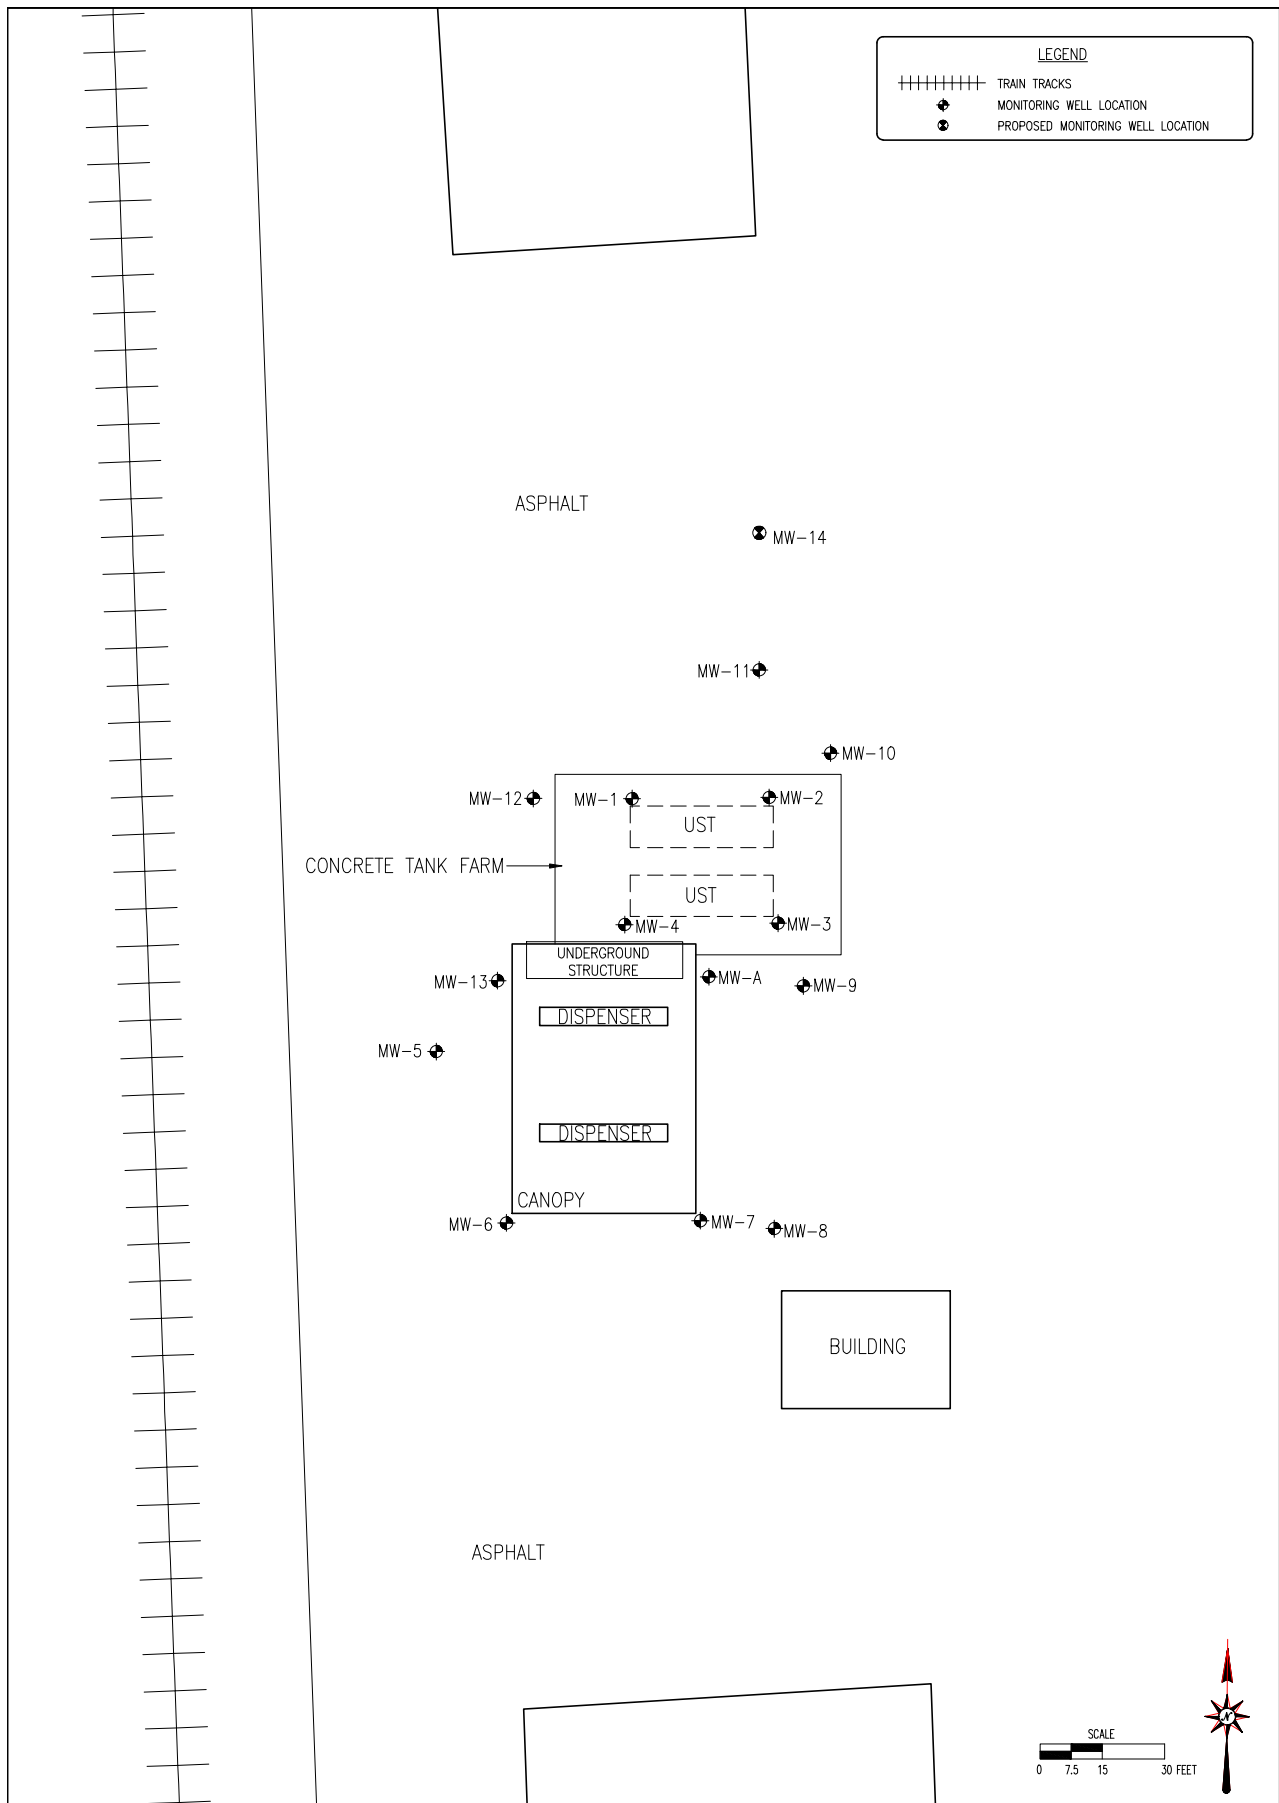 LEGEND
TRAIN TRACKS
MONITORING WELL LOCATION
PROPOSED MONITORING WELL LOCATION
ASPHALT
MW-14
MW-11
MW-10
MW-12
MW-1
MW-2
UST
CONCRETE TANK FARM
UST
MW-4
MW-3
UNDERGROUND
STRUCTURE
MW-13
MW-A
MW-9
DISPENSER
MW-5
DISPENSER
CANOPY
MW-6
MW-7
MW-8
BUILDING
ASPHALT
N
SCALE
0 7.5 15 30 FEET